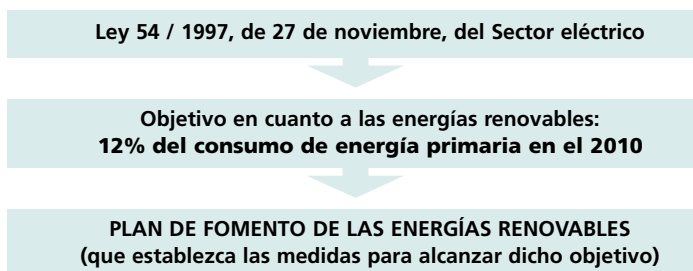 Ley 54 / 1997, de 27 de noviembre, del Sector eléctrico
Objetivo en cuanto a las energías renovables:
12% del consumo de energía primaria en el 2010
PLAN DE FOMENTO DE LAS ENERGÍAS RENOVABLES
(que establezca las medidas para alcanzar dicho objetivo)